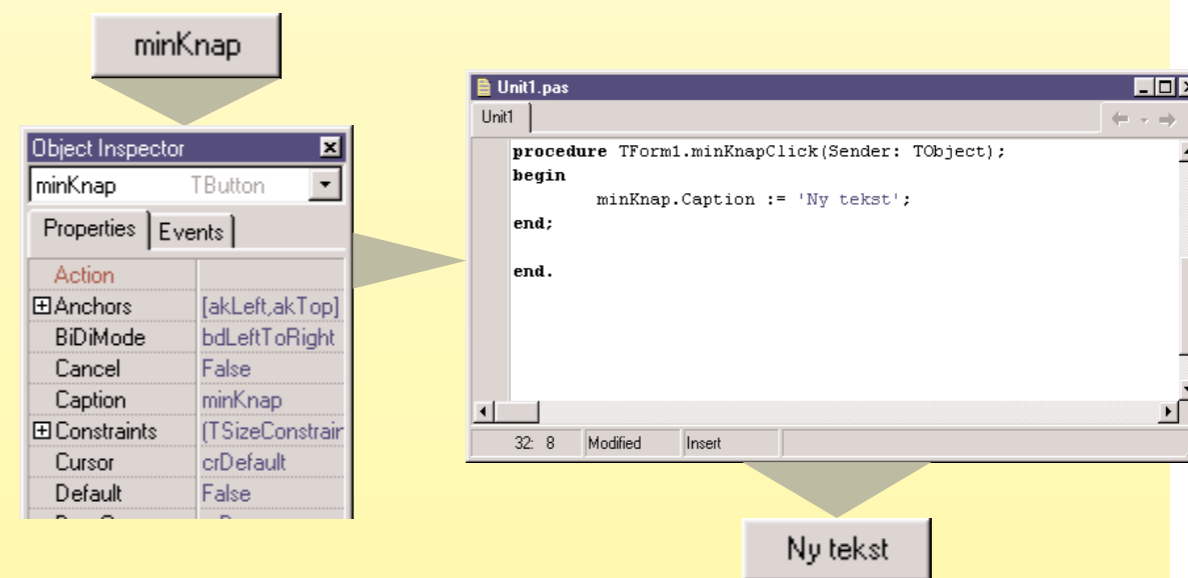 minKnap
Object Inspector
minKnap TButton
Properties Events
Action
Anchors [akLeft,akTop]
BiDiMode bdLeftToRight
Cancel False
Caption minKnap
Constraints (TSizeConstrair
Cursor crDefault
Default False
Unit1.pas
Unit1
procedure TForm1.minKnapClick(Sender: TObject);
begin
minKnap.Caption := 'Ny tekst';
end;
end.
32: 8 Modified Insert
Ny tekst